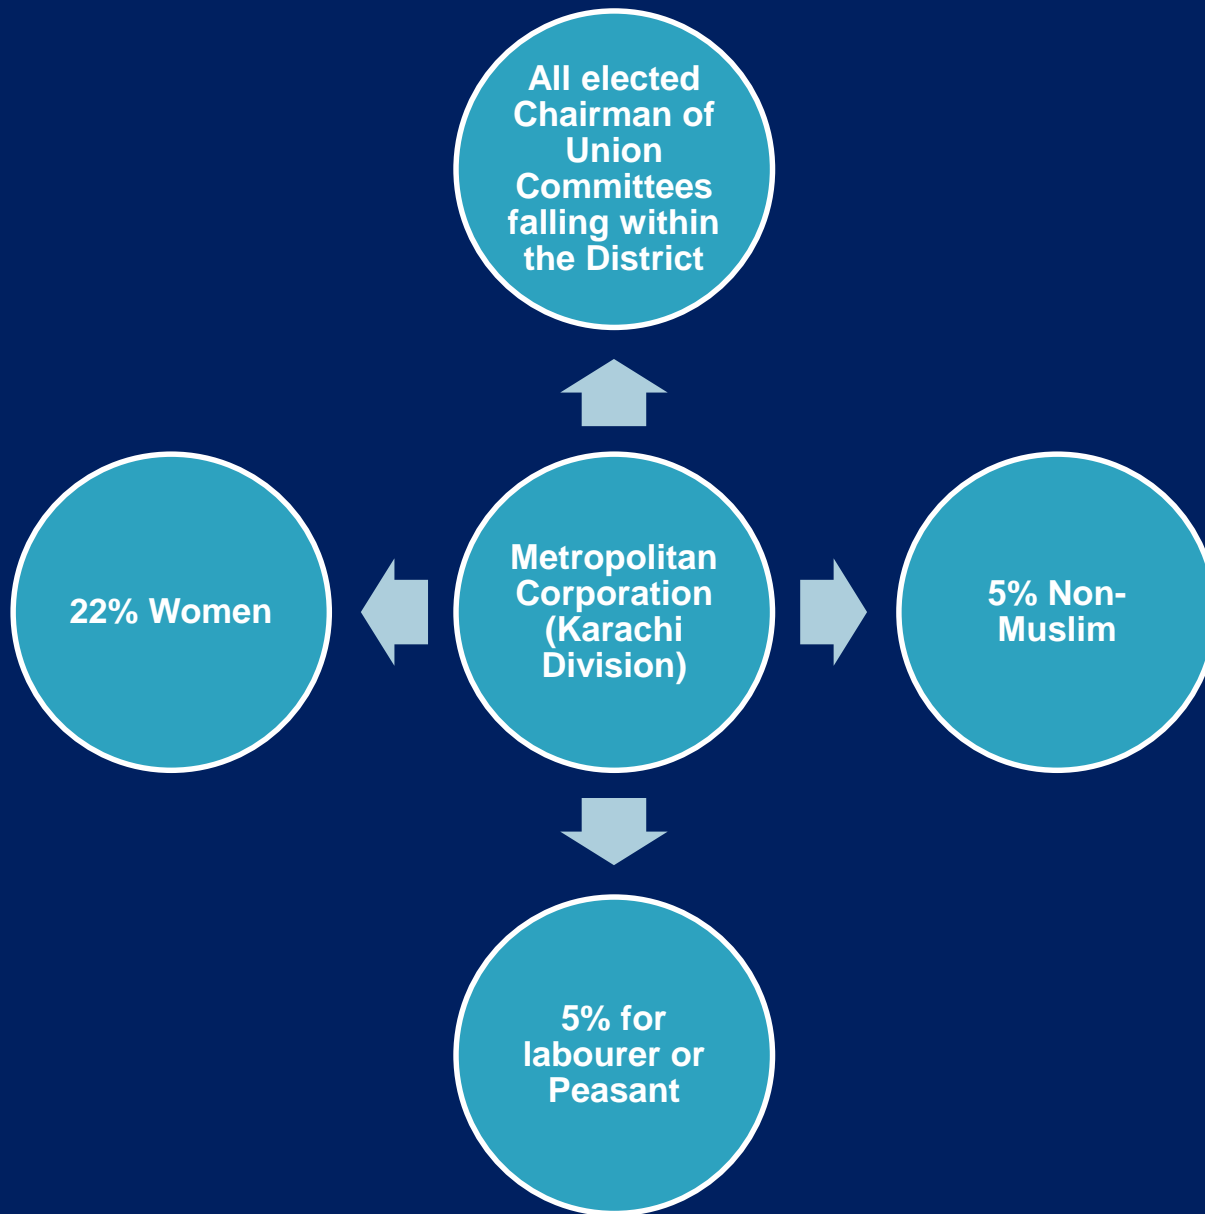 All elected
Chairman of
Union
Committees
falling within
the District
22% Women
Metropolitan
Corporation
(Karachi
Division)
5% Non-
Muslim
5% for
labourer or
Peasant